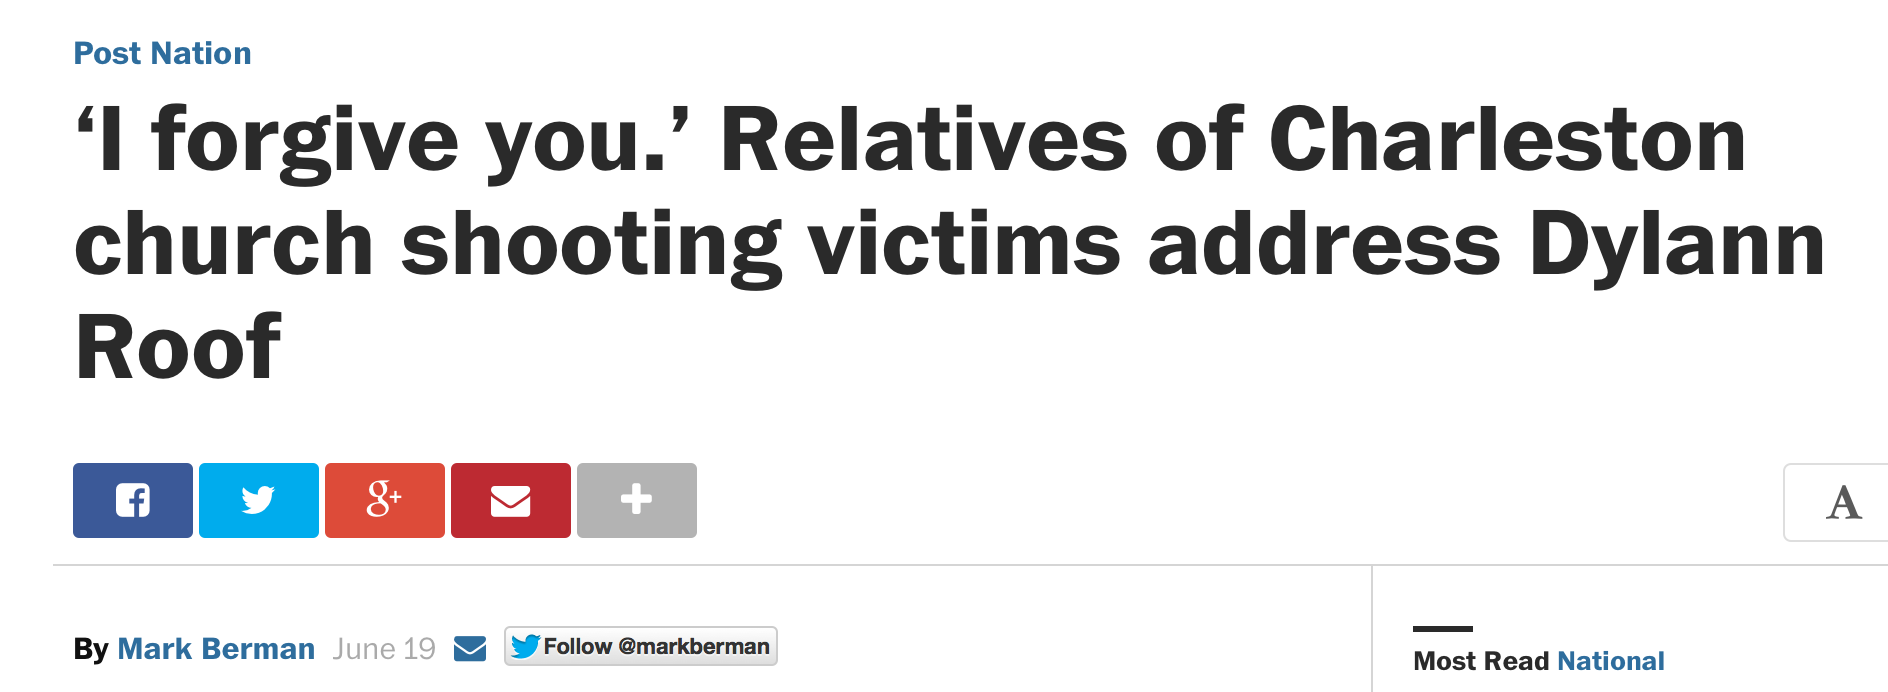 Post Nation
‘I forgive you.’ Relatives of Charleston
church shooting victims address Dylann
Roof
g+
A
By Mark Berman June 19 Follow @markberman
Most Read National